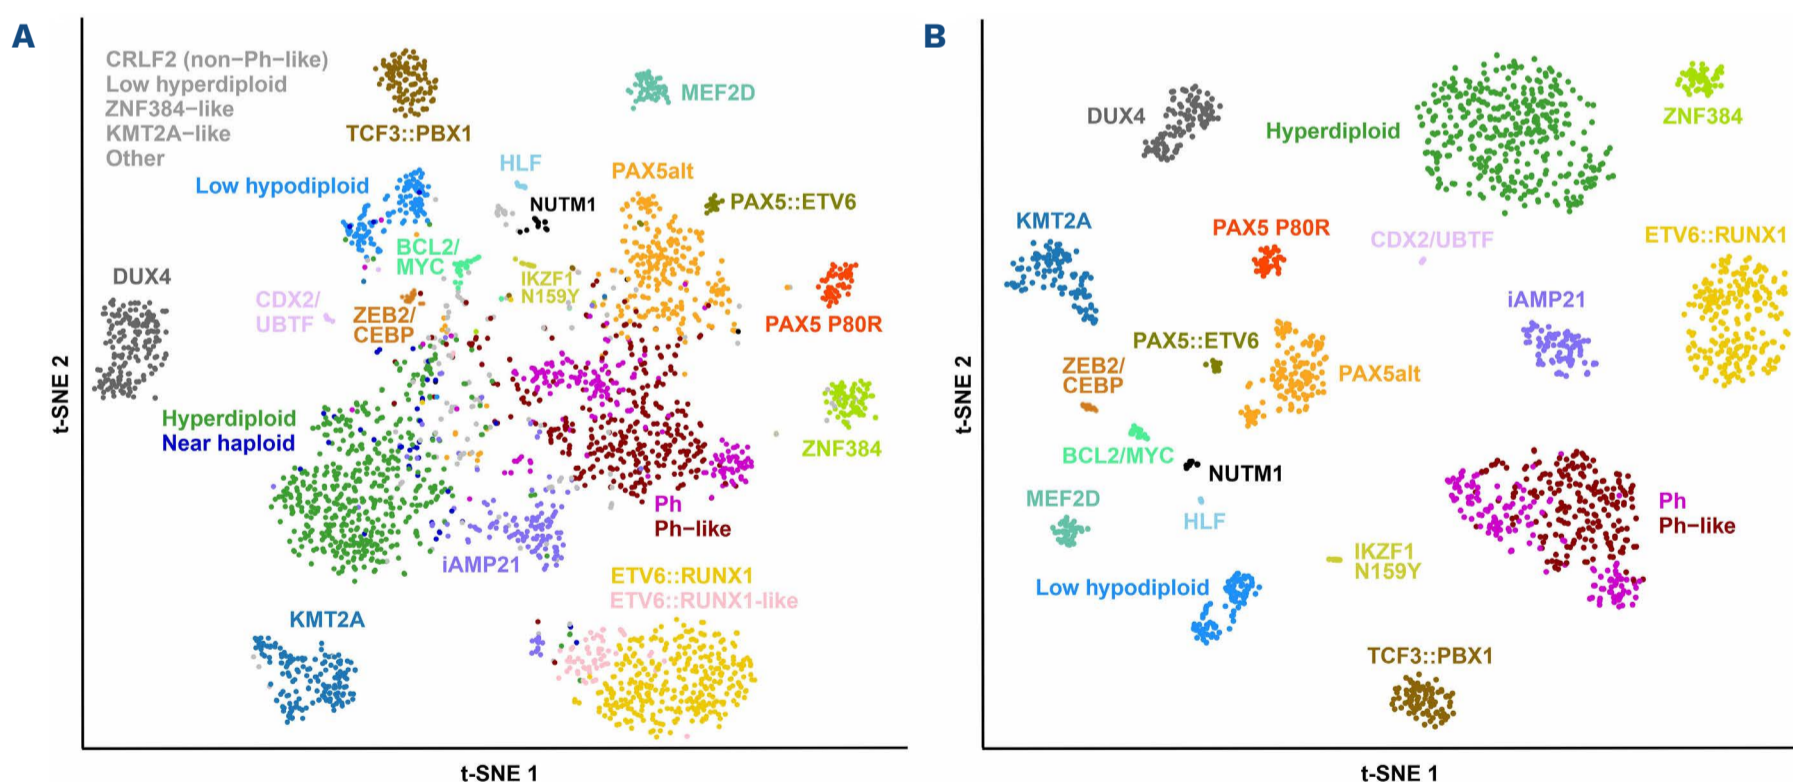 A
CRLF2 (non−Ph−like)
Low hyperdiploid
ZNF384−like
KMT2A−like
Other
TCF3::PBX1
MEF2D
Low hypodiploid
HLF
NUTM1
PAX5alt
PAX5::ETV6
BCL2/
MYC
IKZF1
N159Y
DUX4
CDX2/
UBTF
ZEB2/
CEBP
PAX5 P80R
Hyperdiploid
Near haploid
ZNF384
Ph
Ph−like
iAMP21
ETV6::RUNX1
ETV6::RUNX1-like
KMT2A
t-SNE 2
t-SNE 1
B
DUX4
Hyperdiploid
ZNF384
KMT2A
PAX5 P80R
CDX2/UBTF
ETV6::RUNX1
iAMP21
PAX5::ETV6
ZEB2/
CEBP
PAX5alt
BCL2/MYC
NUTM1
MEF2D
HLF
Ph
Ph−like
IKZF1
N159Y
Low hypodiploid
TCF3::PBX1
t-SNE 2
t-SNE 1